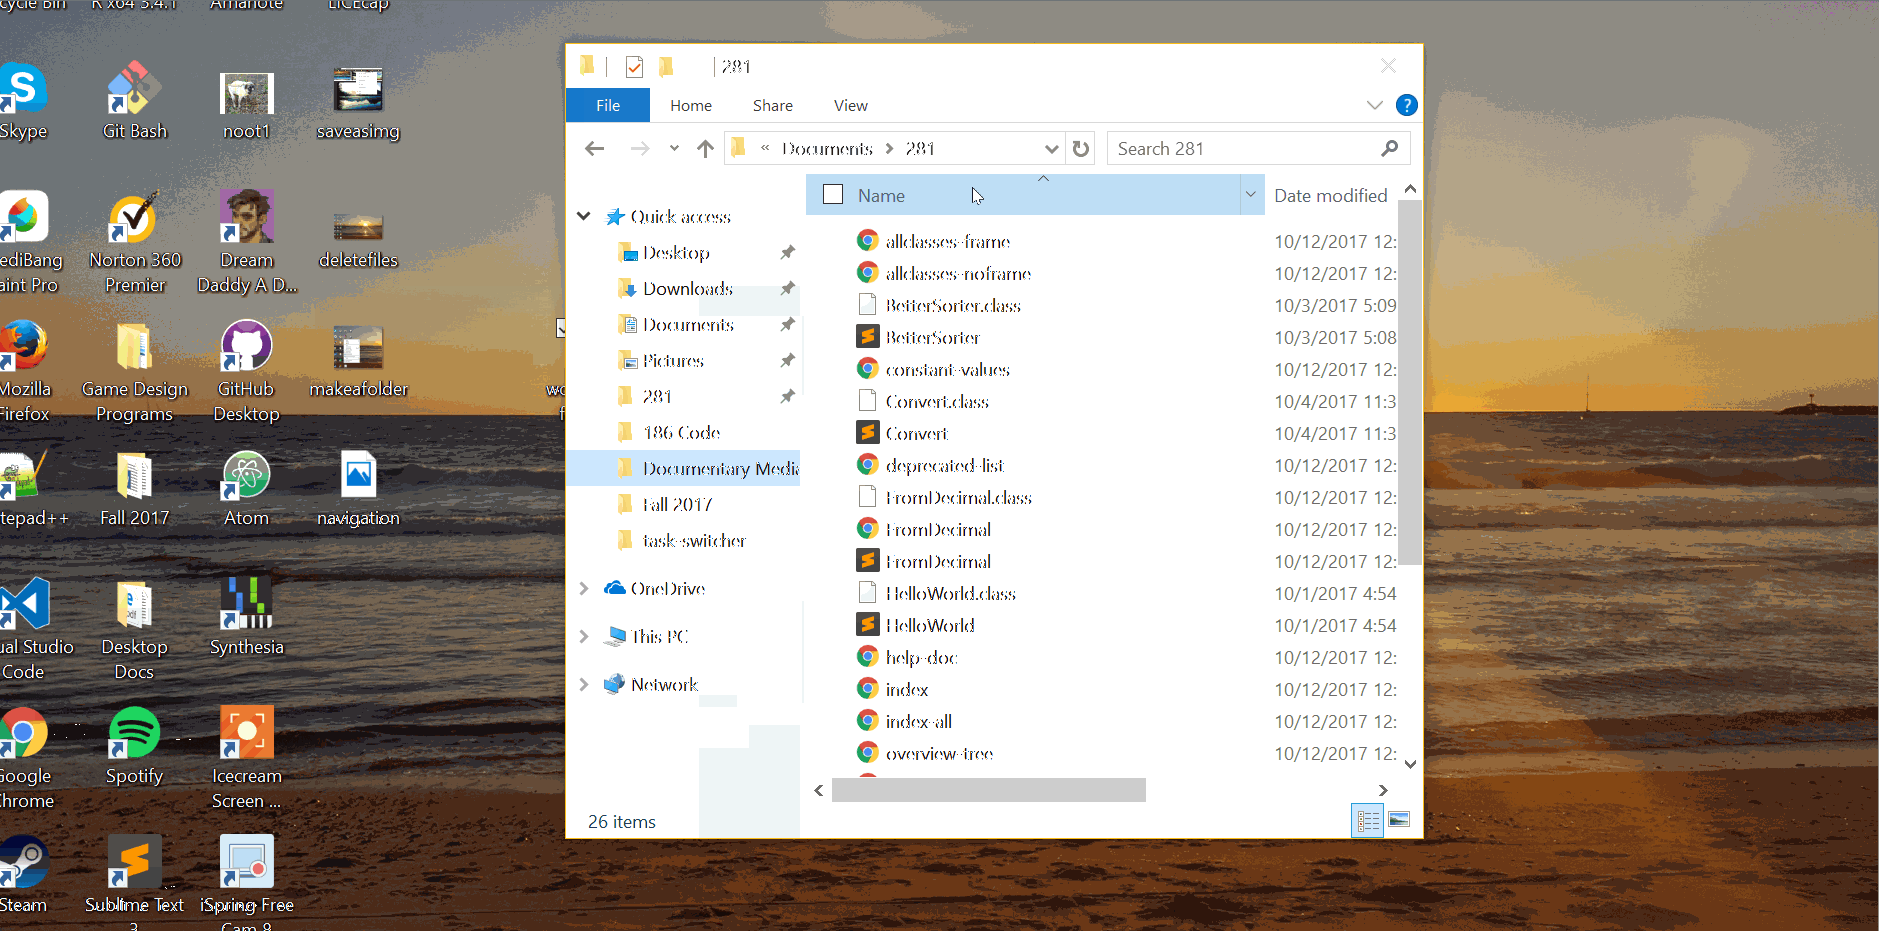 cycle Bin
R x64 3.4.1
Amanote
LICEcap
Skype
Git Bash
noot1
saveasimg
ediBang
aint Pro
Norton 360
Premier
Dream
Daddy A D...
deletefiles
Mozilla
Firefox
Game Design
Programs
GitHub
Desktop
makeafolder
wo
f
tepad++
Fall 2017
Atom
navigation
ual Studio
Code
Desktop
Docs
Synthesia
Google
Chrome
Spotify
Icecream
Screen ...
Steam
Sublime Text
3
iSpring Free
Cam 8
281
File Home Share View
?
« Documents > 281
Search 281
Quick access
Desktop
Downloads
Documents
Pictures
281
186 Code
Documentary Media
Fall 2017
task-switcher
OneDrive
This PC
Network
Name Date modified
allclasses-frame 10/12/2017 12:
allclasses-noframe 10/12/2017 12:
BetterSorter.class 10/3/2017 5:09
BetterSorter 10/3/2017 5:08
constant-values 10/12/2017 12:
Convert.class 10/4/2017 11:3
Convert 10/4/2017 11:3
deprecated-list 10/12/2017 12:
FromDecimal.class 10/12/2017 12:
FromDecimal 10/12/2017 12:
FromDecimal 10/12/2017 12:
HelloWorld.class 10/1/2017 4:54
HelloWorld 10/1/2017 4:54
help-doc 10/12/2017 12:
index 10/12/2017 12:
index-all 10/12/2017 12:
overview-tree 10/12/2017 12:
26 items